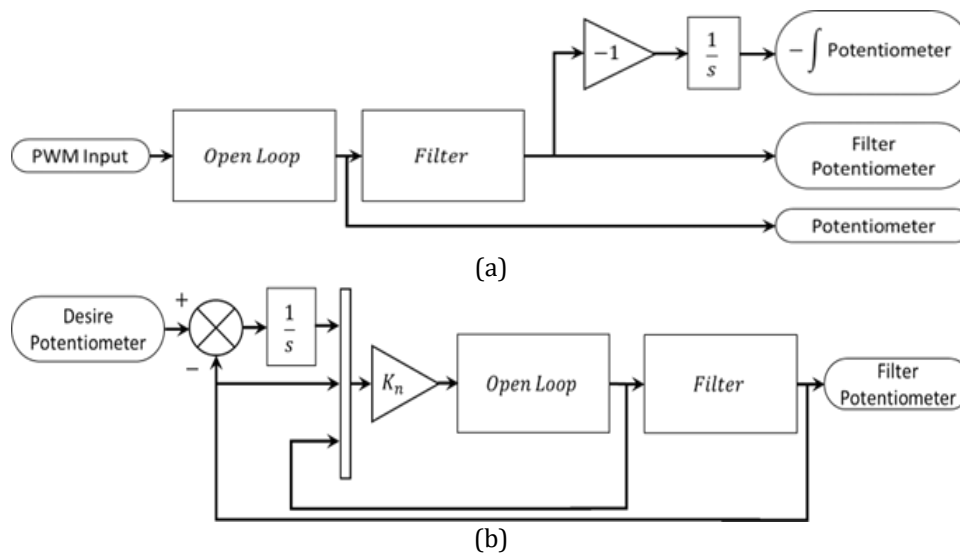 −1
1
s
− ∫ Potentiometer
PWM Input
Open Loop
Filter
Filter
Potentiometer
Potentiometer
(a)
Desire
Potentiometer
+
−
1
s
Kn
Open Loop
Filter
Filter
Potentiometer
(b)